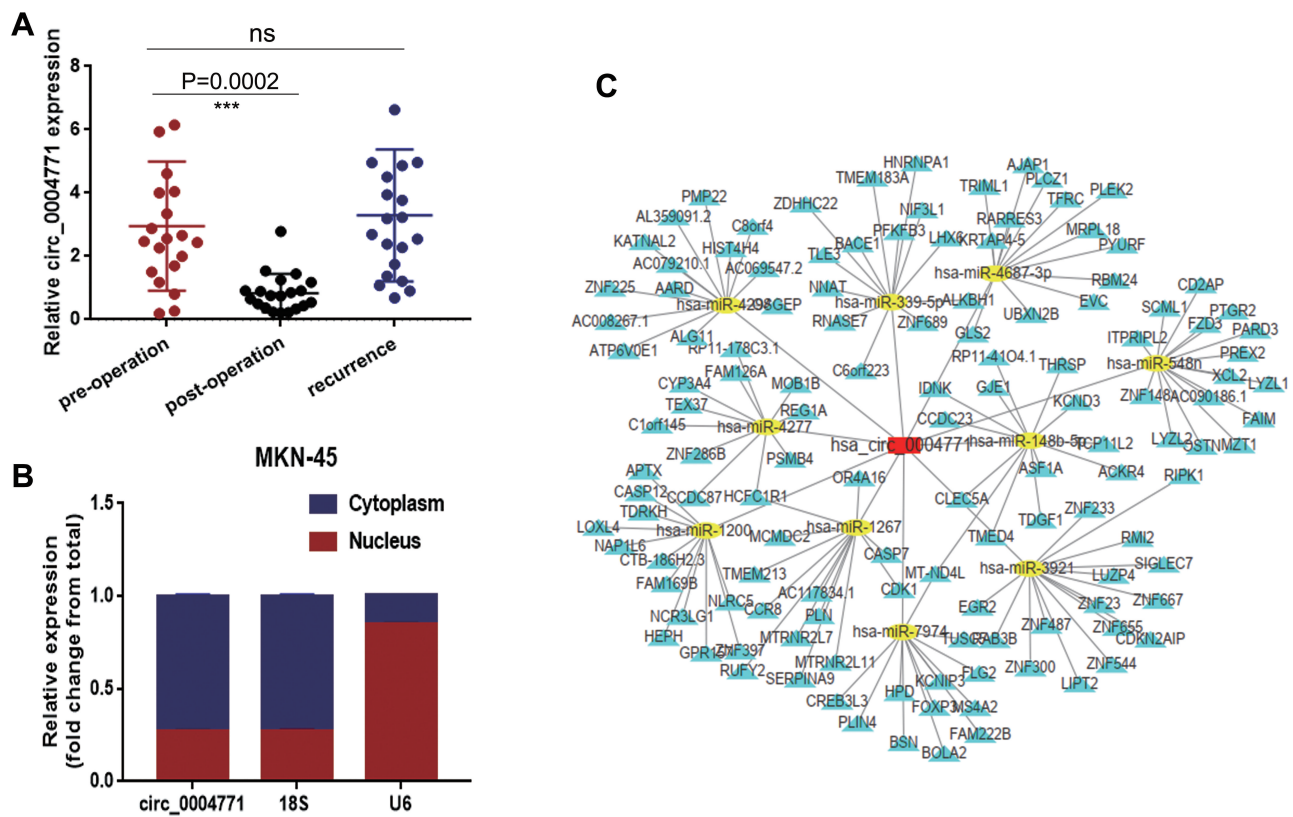 A
ns
P=0.0002
***
Relative circ_0004771 expression
8
6
4
2
0
pre-operation
post-operation
recurrence
B
MKN-45
Cytoplasm
Nucleus
Relative expression
(fold change from total)
1.5
1.0
0.5
0.0
circ_0004771
18S
U6
C
HNRNPA1
TMEM183A
AJAP1
PLCZ1
TRIML1
PLEK2
TFRC
PMP22
ZDHHC22
NIF3L1
RARRES3
AL359091.2
C8orf4
PFKFB3
MRPL18
KATNAL2
HIST4H4
BACE1
LHX6
KRTAP4-5
PYURF
TLE3
AC079210.1
AC069547.2
hsa-miR-4687-3p
RBM24
ZNF225
AARD
NNAT
CD2AP
hsa-miR-339-5p
ALKBH1
EVC
UBXN2B
SCML1
PTGR2
AC008267.1
RNASE7
ZNF689
FZD3
PARD3
ALG11
GLS2
ITPRIPL2
ATP6V0E1
RP11-178C3.1
RP11-41O4.1
THRSP
hsa-miR-548n
PREX2
FAM126A
C6orf223
XCL2
LYZL1
CYP3A4
MOB1B
IDNK
GJE1
ZNF148
AC090186.1
TEX37
REG1A
KCND3
C1orf145
hsa-miR-4277
CCDC23
FAIM
hsa_circ_0004771
hsa-miR-148b-5p
LYZL2
OSTN
MZT1
ZNF286B
PSMB4
ASF1A
ACKR4
RIPK1
APTX
OR4A16
CASP12
CCDC87
HCFC1R1
CLEC5A
TDRKH
TDGF1
ZNF233
LOXL4
hsa-miR-1200
hsa-miR-1267
TMED4
RMI2
NAP1L6
MCMDC2
CASP7
hsa-miR-3921
SIGLEC7
CTB-186H2.3
TMEM213
MT-ND4L
LUZP4
FAM169B
AC117834.1
CDK1
ZNF667
NLRC5
CCR8
EGR2
ZNF23
NCR3LG1
PLN
ZNF487
ZNF655
HEPH
MTRNR2L7
hsa-miR-7974
CDKN2AIP
ZNF397
MTRNR2L11
ZNF300
ZNF544
RUFY2
SERPINA9
FLG2
KCNIP3
LIPT2
CREB3L3
HPD
FOXP3
MS4A2
PLIN4
FAM222B
BSN
BOLA2